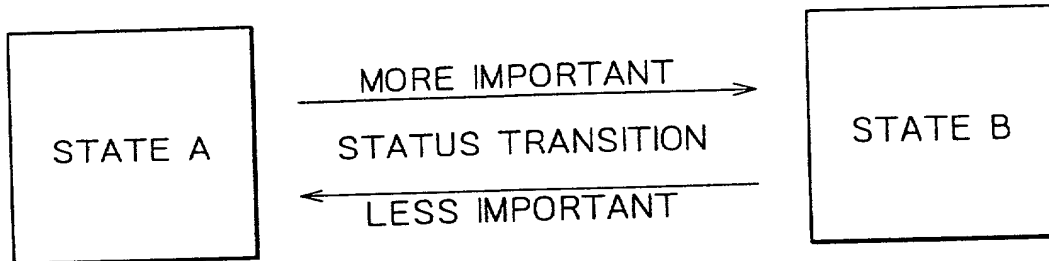 MORE IMPORTANT
STATE A
STATUS TRANSITION
STATE B
LESS IMPORTANT